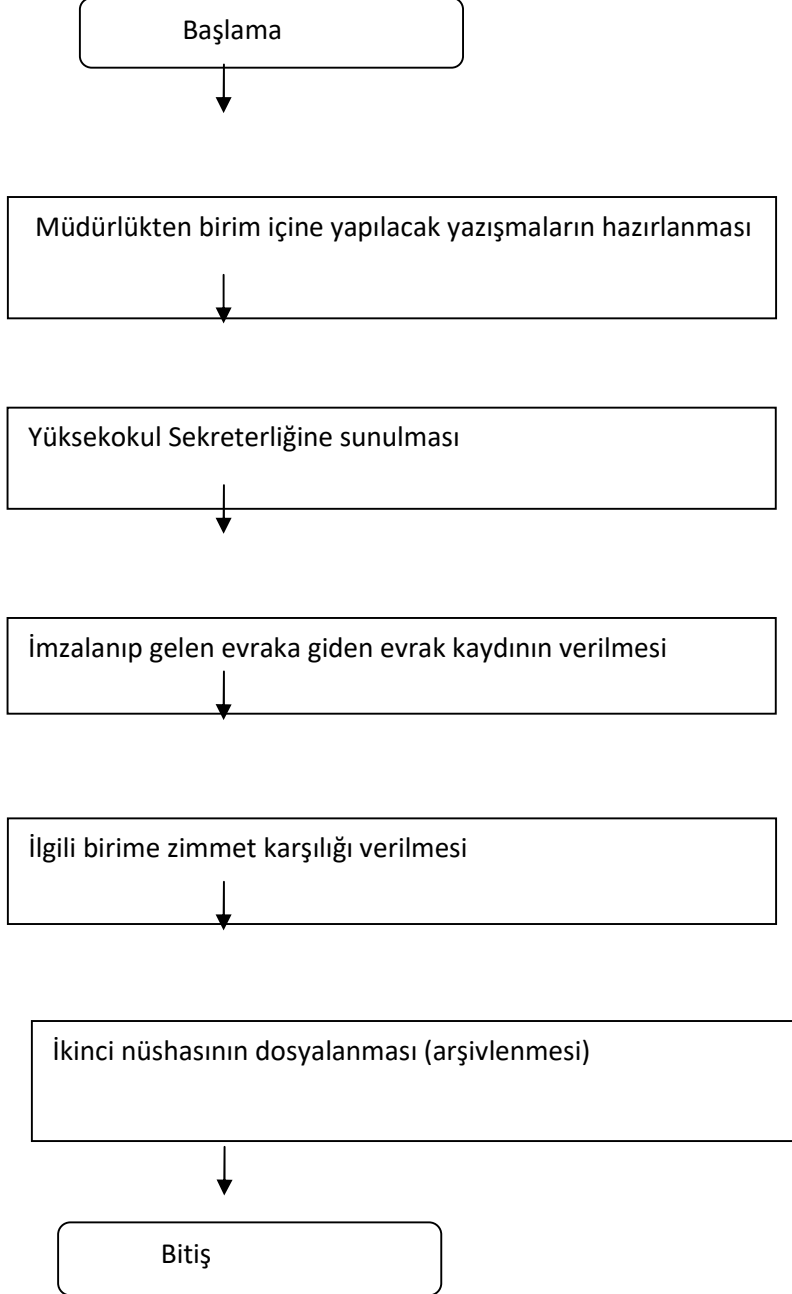 Başlama
Müdürlükten birim içine yapılacak yazışmaların hazırlanması
Yüksekokul Sekreterliğine sunulması
İmzalanıp gelen evraka giden evrak kaydının verilmesi
İlgili birime zimmet karşılığı verilmesi
İkinci nüshasının dosyalanması (arşivlenmesi)
Bitiş